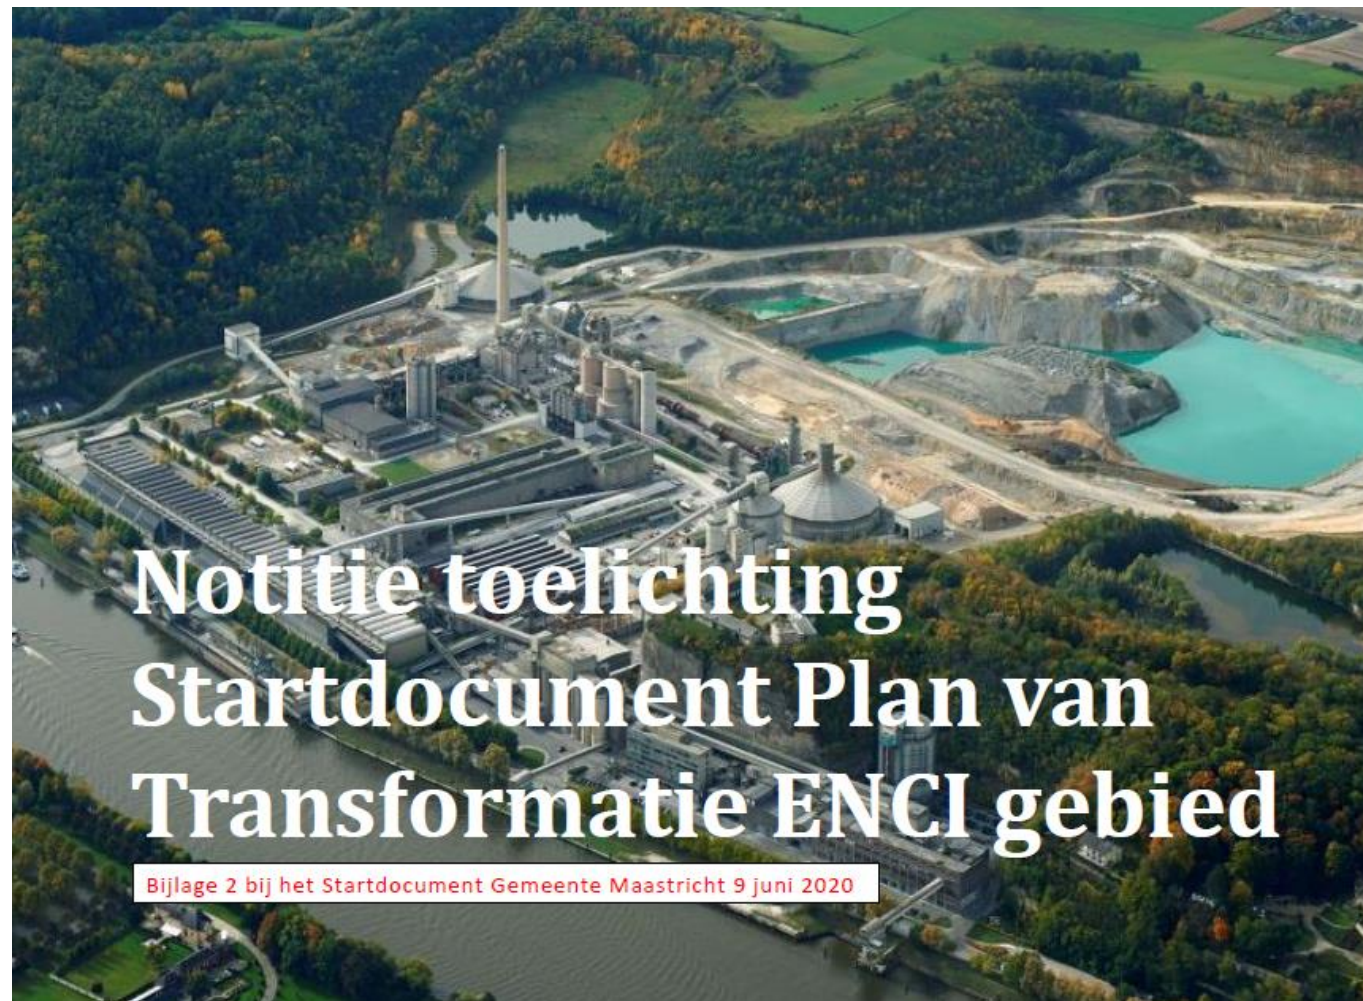 Notitie toelichting
Startdocument Plan van
Transformatie ENCI gebied
Bijlage 2 bij het Startdocument Gemeente Maastricht 9 juni 2020